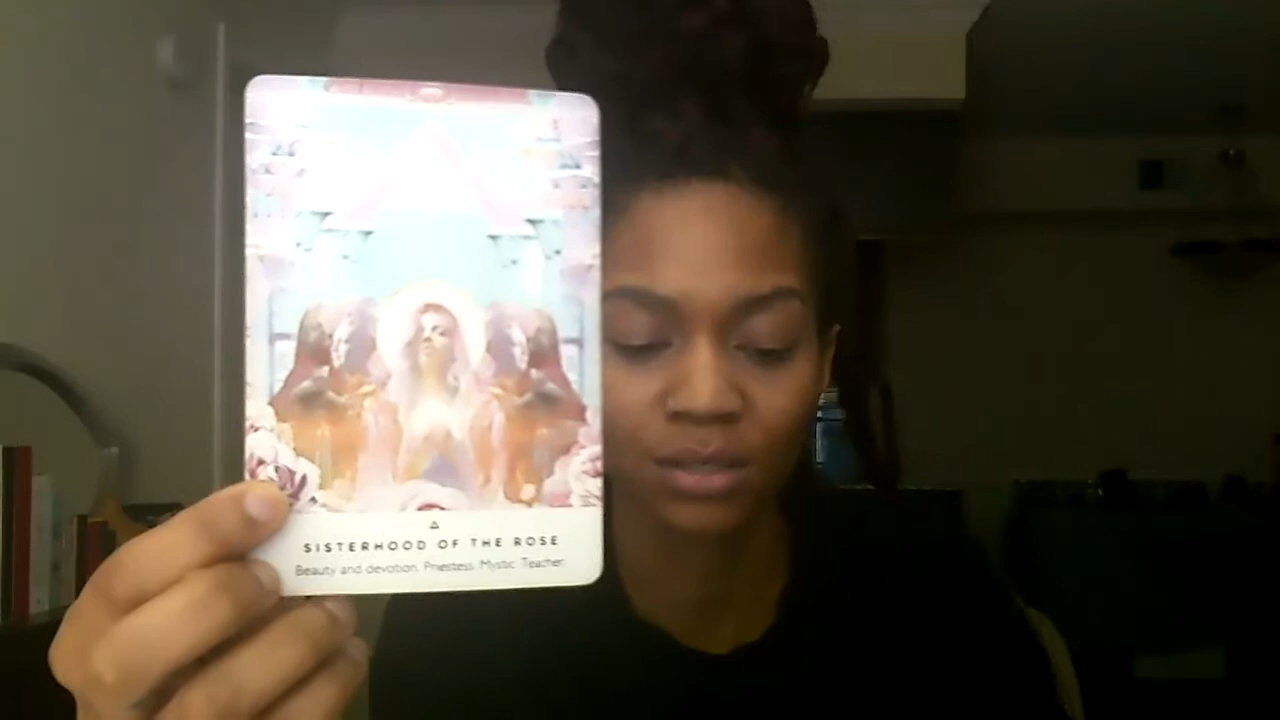 SISTERHOOD OF THE ROSE
Beauty and devotion. Priestess. Mystic. Teacher.